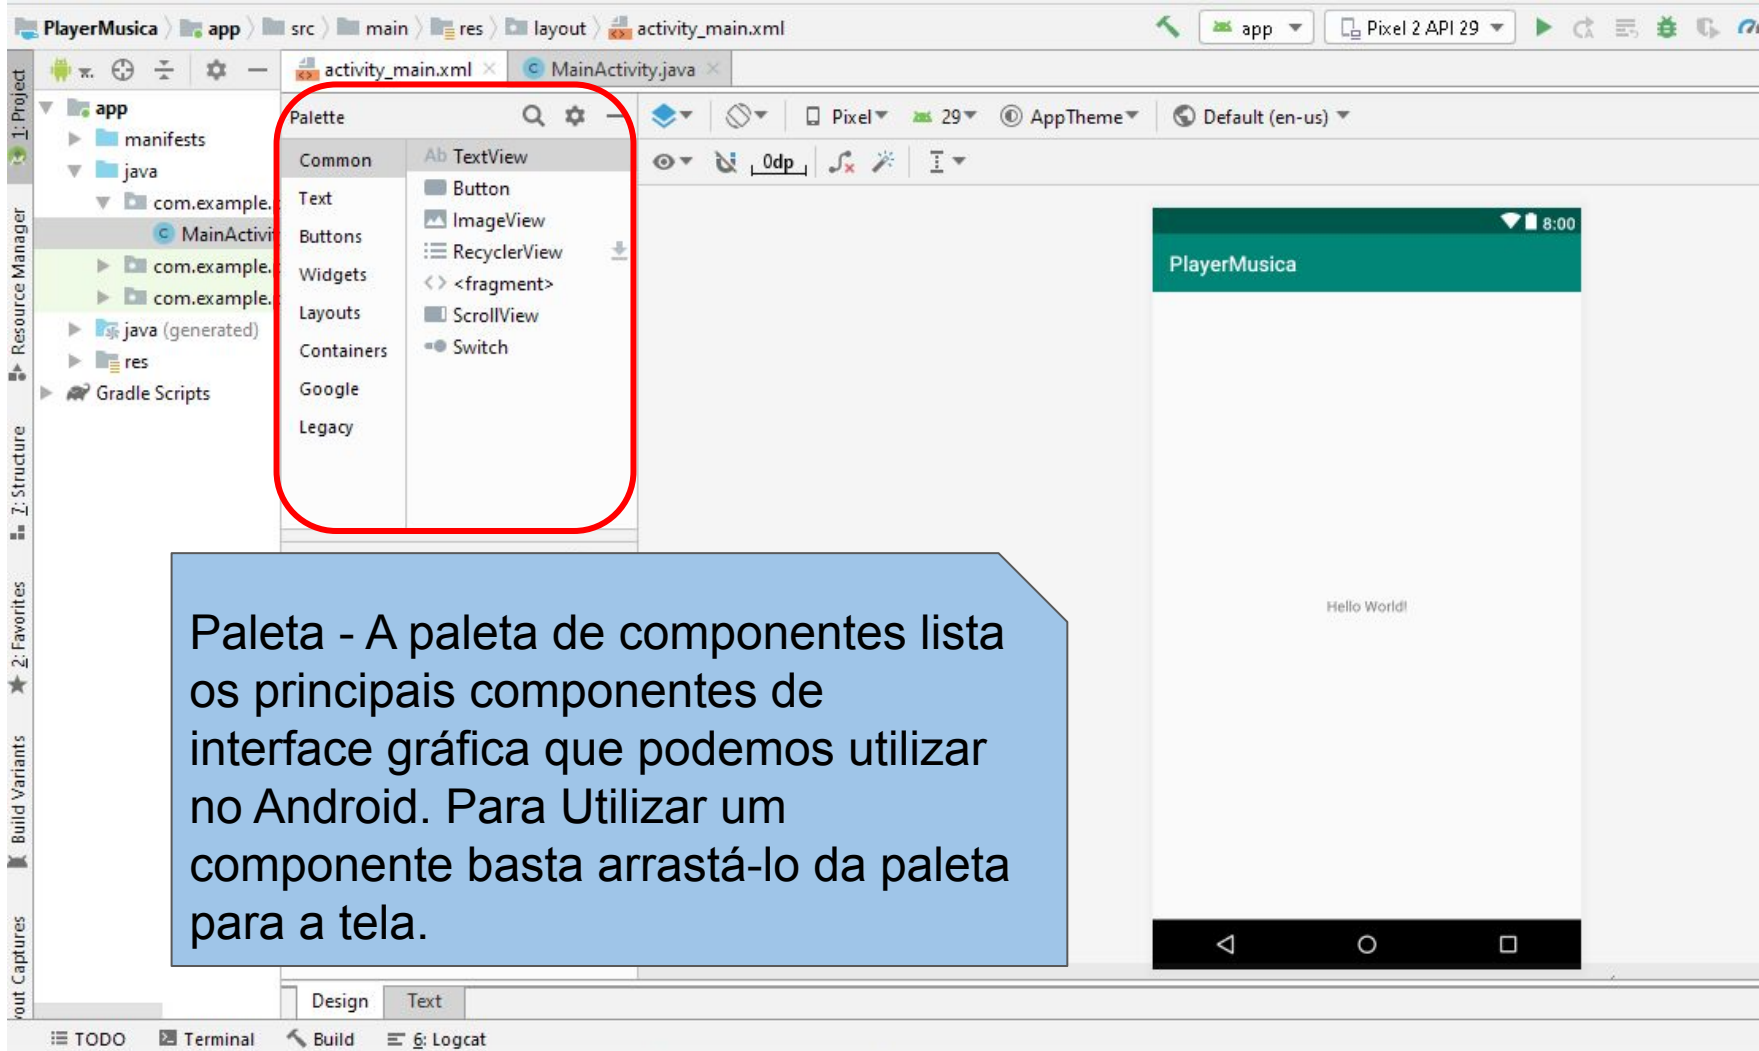 PlayerMusica app src main res layout activity_main.xml app Pixel 2 API 29
activity_main.xml MainActivity.java
1: Project
Resource Manager
7: Structure
2: Favorites
Build Variants
out Captures
app
manifests
java
com.example.
MainActivit
com.example.
com.example.
java (generated)
res
Gradle Scripts
Palette
Common
Text
Buttons
Widgets
Layouts
Containers
Google
Legacy
Ab TextView
Button
ImageView
RecyclerView
<fragment>
ScrollView
Switch
Pixel 29 AppTheme Default (en-us)
0dp
8:00
PlayerMusica
Hello World!
Paleta - A paleta de componentes lista
os principais componentes de
interface gráfica que podemos utilizar
no Android. Para Utilizar um
componente basta arrastá-lo da paleta
para a tela.
Design Text
TODO Terminal Build 6: Logcat